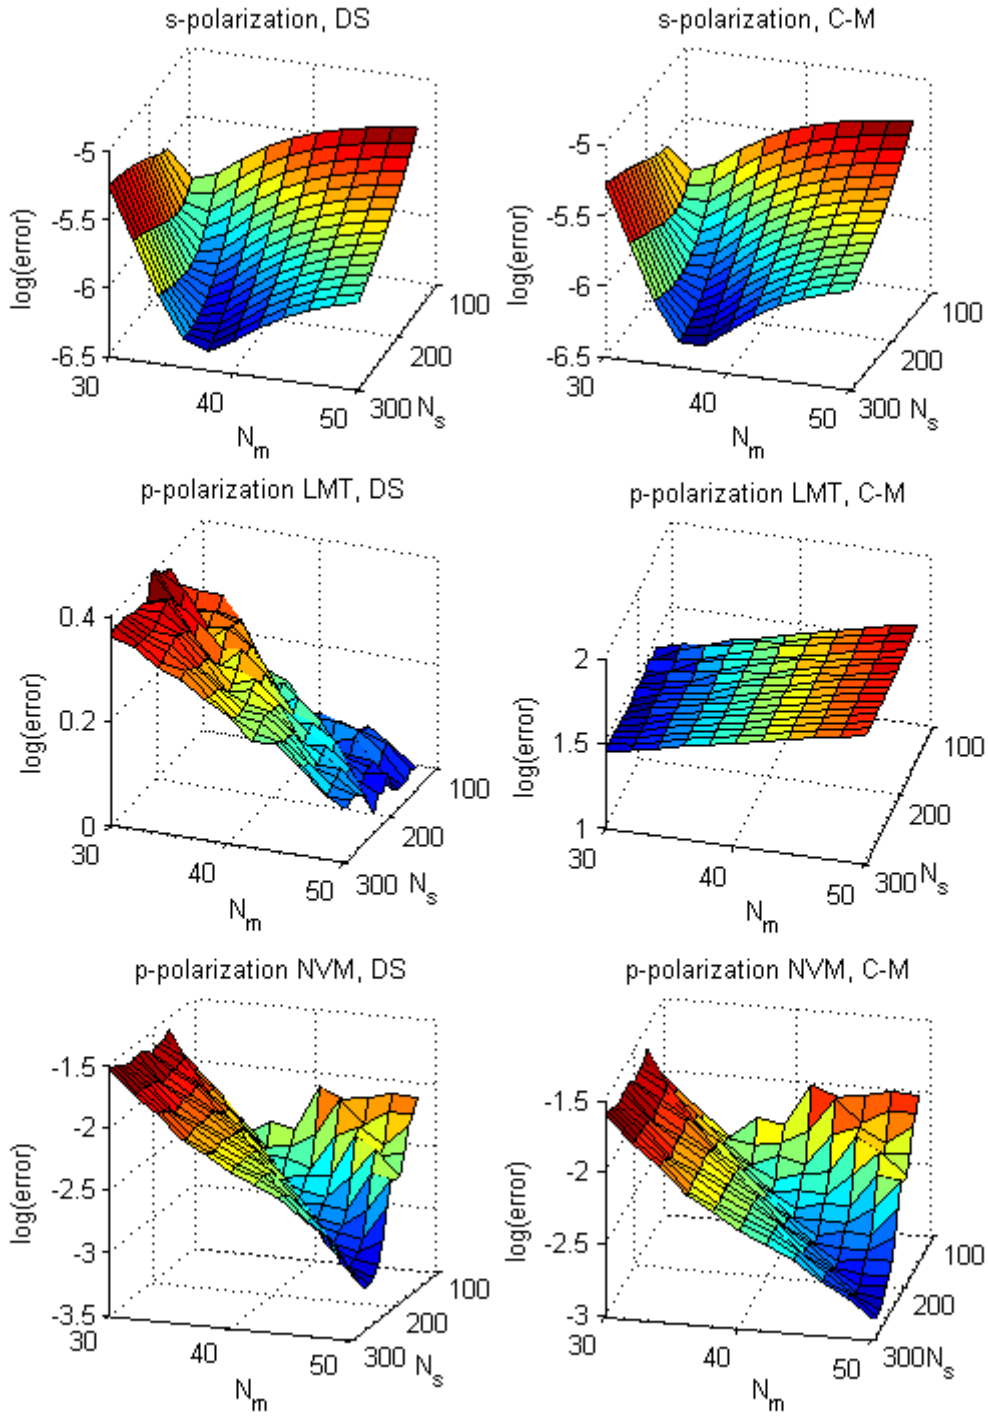 s-polarization, DS
-5
-5.5
-6
-6.5
log(error)
30
40
50
N_m
100
200
300 N_s
s-polarization, C-M
-5
-5.5
-6
-6.5
log(error)
30
40
50
N_m
100
200
300 N_s
p-polarization LMT, DS
0.4
0.2
0
log(error)
30
40
50
N_m
100
200
300 N_s
p-polarization LMT, C-M
2
1.5
1
log(error)
30
40
50
N_m
100
200
300 N_s
p-polarization NVM, DS
-1.5
-2
-2.5
-3
-3.5
log(error)
30
40
50
N_m
100
200
300 N_s
p-polarization NVM, C-M
-1.5
-2
-2.5
-3
log(error)
30
40
50
N_m
100
200
300 N_s